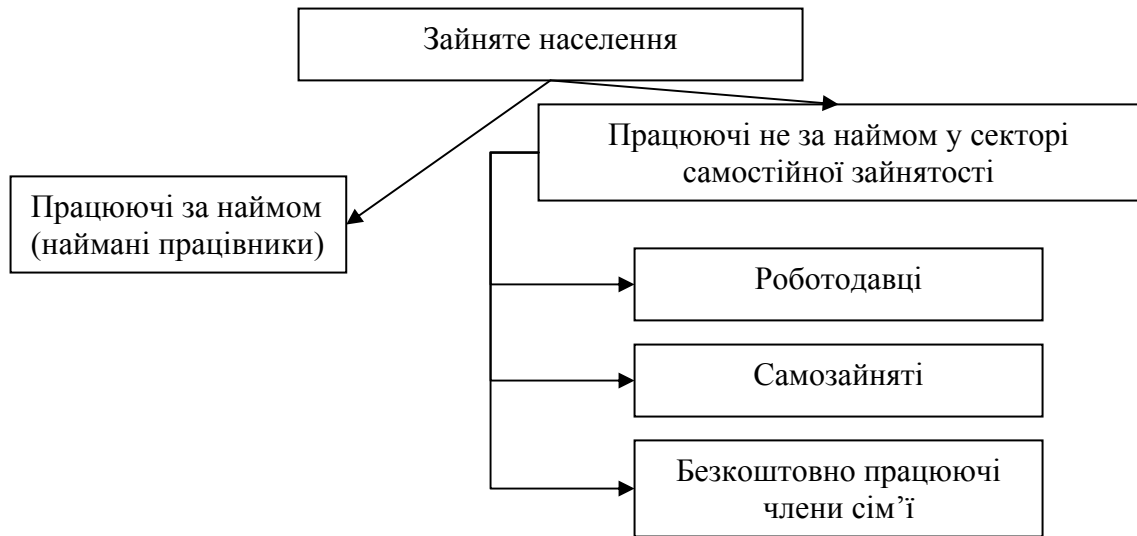 Зайняте населення
Працюючі не за наймом у секторі
самостійної зайнятості
Працюючі за наймом
(наймані працівники)
Роботодавці
Самозайняті
Безкоштовно працюючі
члени сім’ї